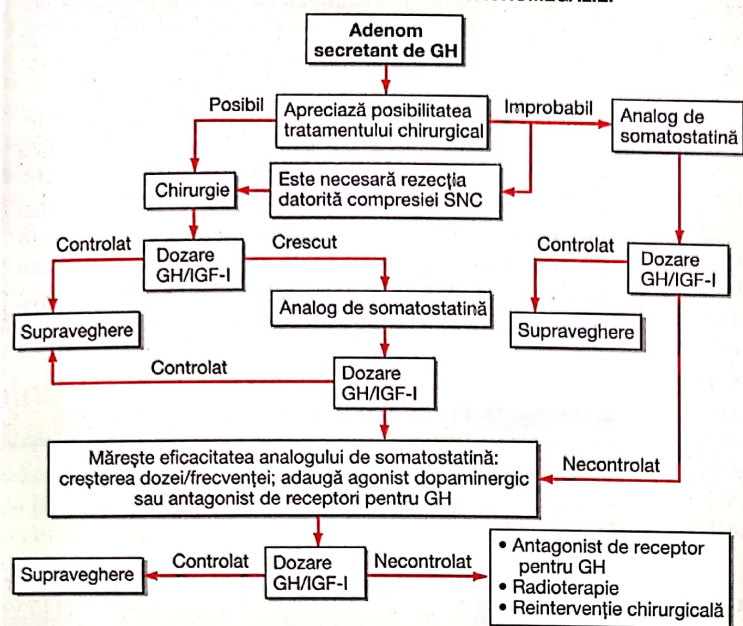 Adenom
secretant de GH
Posibil
Apreciază posibilitatea
tratamentului chirurgical
Improbabil
Analog de
somatostatină
Chirurgie
Este necesară rezecția
datorită compresiei SNC
Controlat
Dozare
GH/IGF-I
Crescut
Controlat
Dozare
GH/IGF-I
Analog de somatostatină
Supraveghere
Supraveghere
Controlat
Dozare
GH/IGF-I
Mărește eficacitatea analogului de somatostatină:
creșterea dozei/frecvenței; adaugă agonist dopaminergic
sau antagonist de receptori pentru GH
Necontrolat
Supraveghere
Controlat
Dozare
GH/IGF-I
Necontrolat
• Antagonist de receptor
pentru GH
• Radioterapie
• Reintervenție chirurgicală